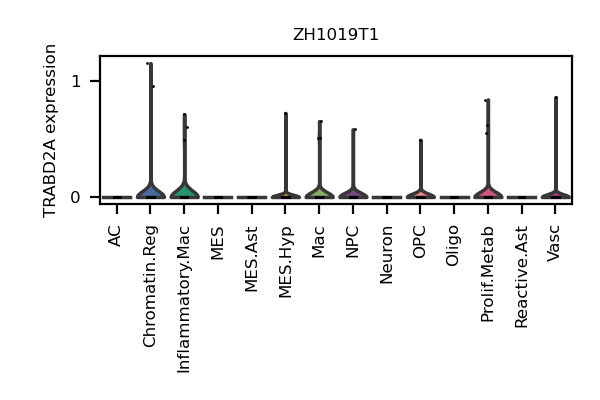 ZH1019T1
TRABD2A expression
1
0
AC
Chromatin.Reg
Inflammatory.Mac
MES
MES.Ast
MES.Hyp
Mac
NPC
Neuron
OPC
Oligo
Prolif.Metab
Reactive.Ast
Vasc